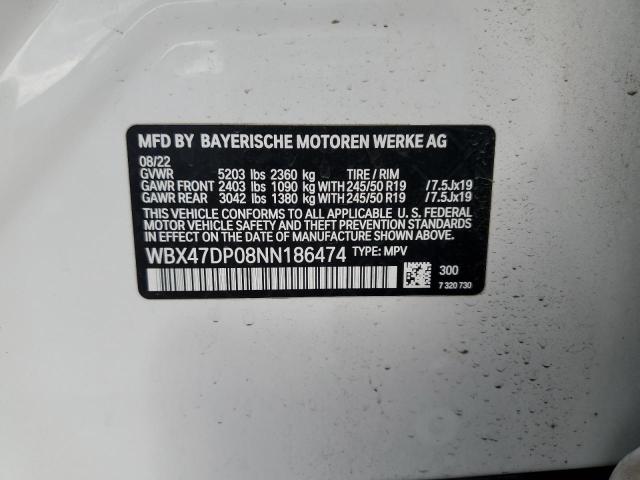 MFD BY BAYERISCHE MOTOREN WERKE AG
08/22
GVWR 5203 lbs 2360 kg TIRE / RIM
GAWR FRONT 2403 lbs 1090 kg WITH 245/50 R19 /7.5Jx19
GAWR REAR 3042 lbs 1380 kg WITH 245/50 R19 /7.5Jx19
THIS VEHICLE CONFORMS TO ALL APPLICABLE U. S. FEDERAL
MOTOR VEHICLE SAFETY AND THEFT PREVENTION STANDARDS
IN EFFECT ON THE DATE OF MANUFACTURE SHOWN ABOVE.
WBX47DP08NN186474 TYPE: MPV
300
7 320 730